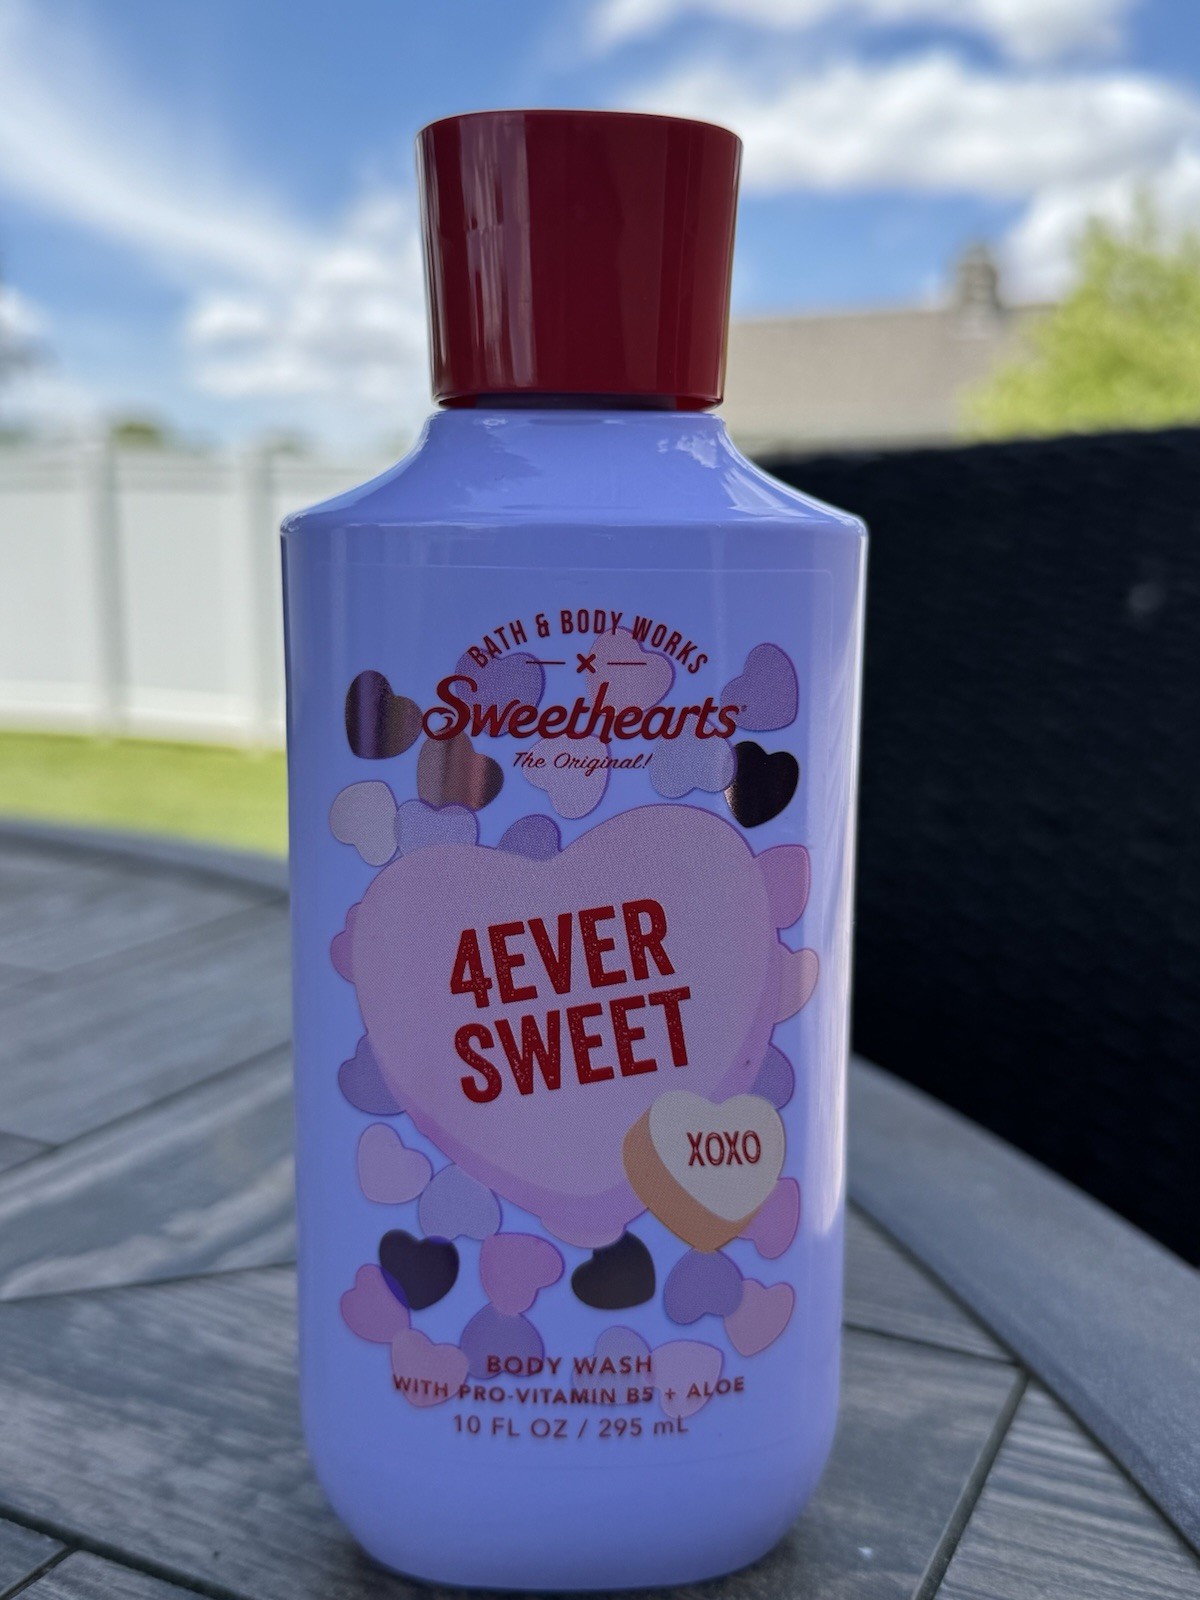 BATH & BODY WORKS
x
Sweethearts®
The Original!
4EVER
SWEET
XOXO
BODY WASH
WITH PRO-VITAMIN B5 + ALOE
10 FL OZ / 295 mL